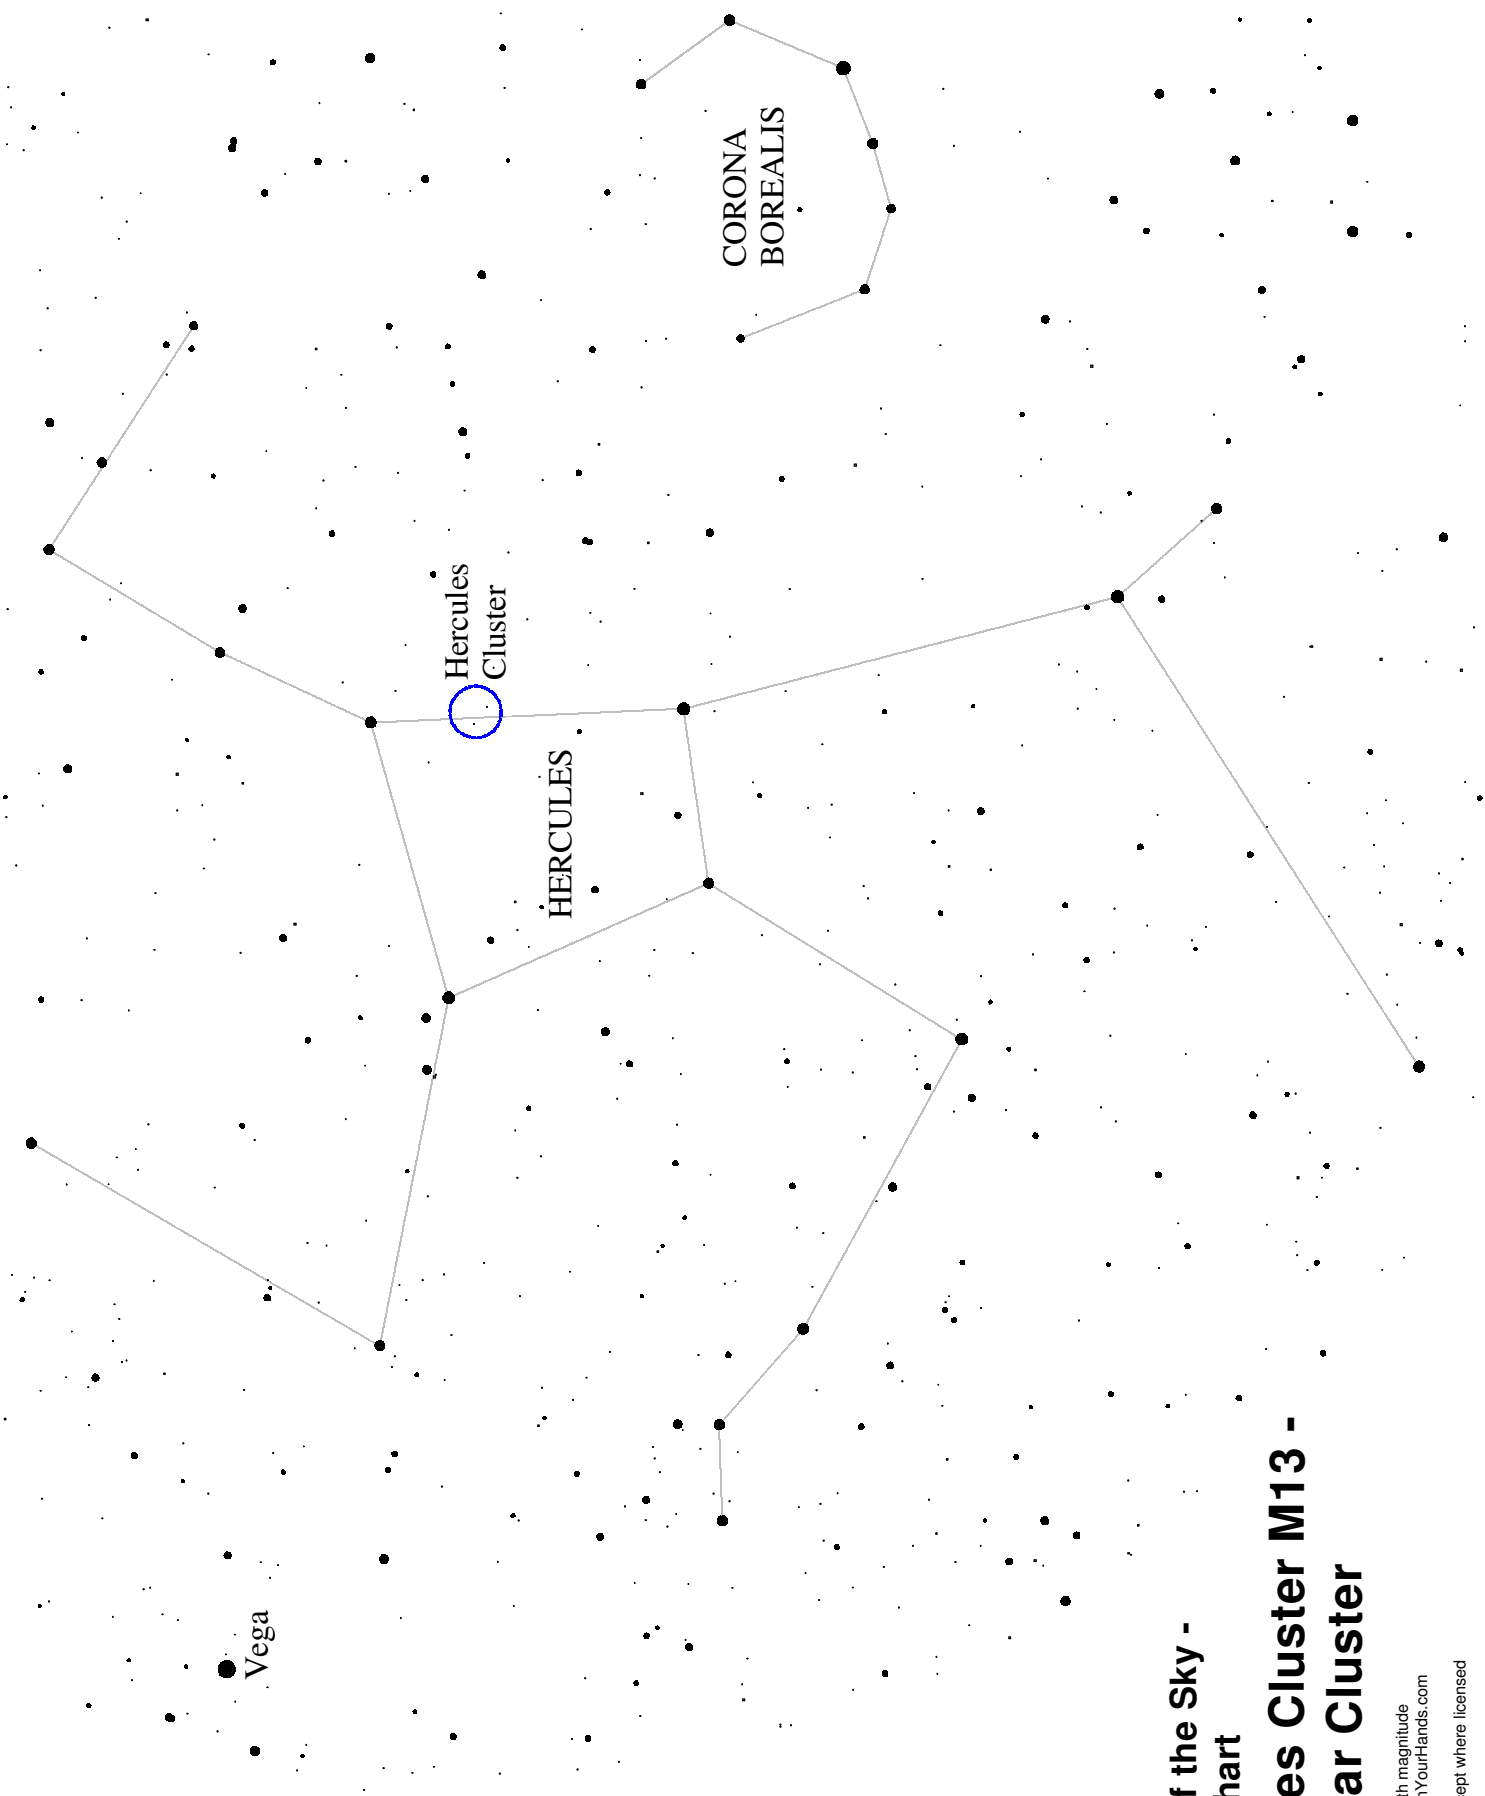 CORONA
BOREALIS
Hercules
Cluster
HERCULES
Vega
f the Sky -
hart
es Cluster M13 -
ar Cluster
th magnitude
YourHands.com
ept where licensed